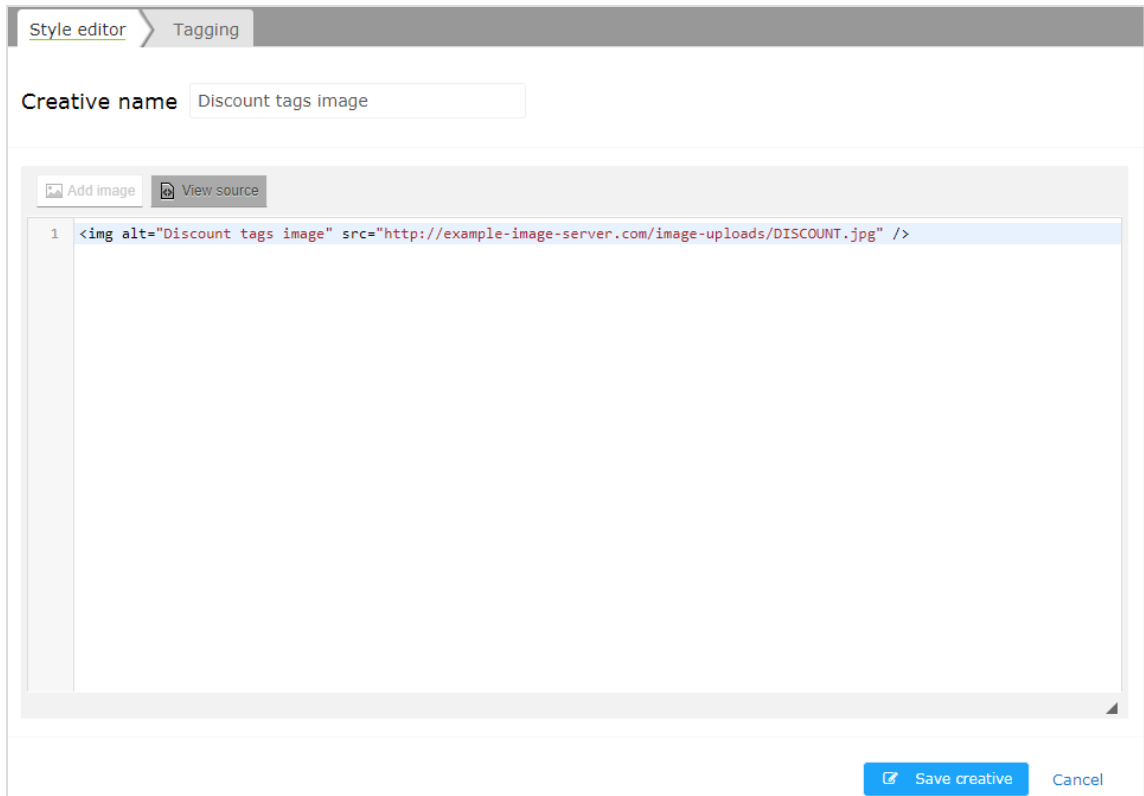 Style editor Tagging
Creative name Discount tags image
Add image View source
1 <img alt="Discount tags image" src="http://example-image-server.com/image-uploads/DISCOUNT.jpg" />
Save creative Cancel